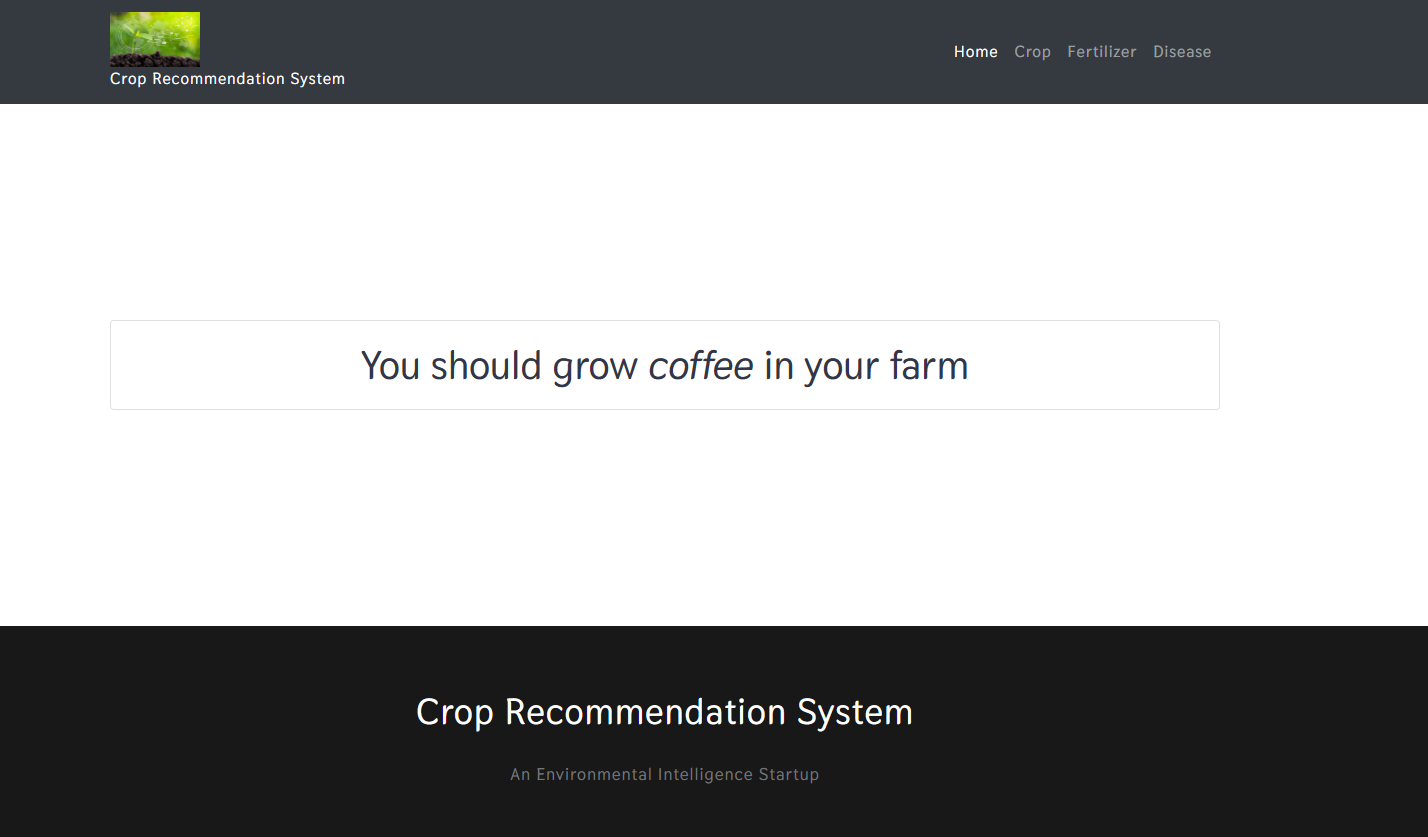 Crop Recommendation System
Home Crop Fertilizer Disease
You should grow coffee in your farm
Crop Recommendation System
An Environmental Intelligence Startup